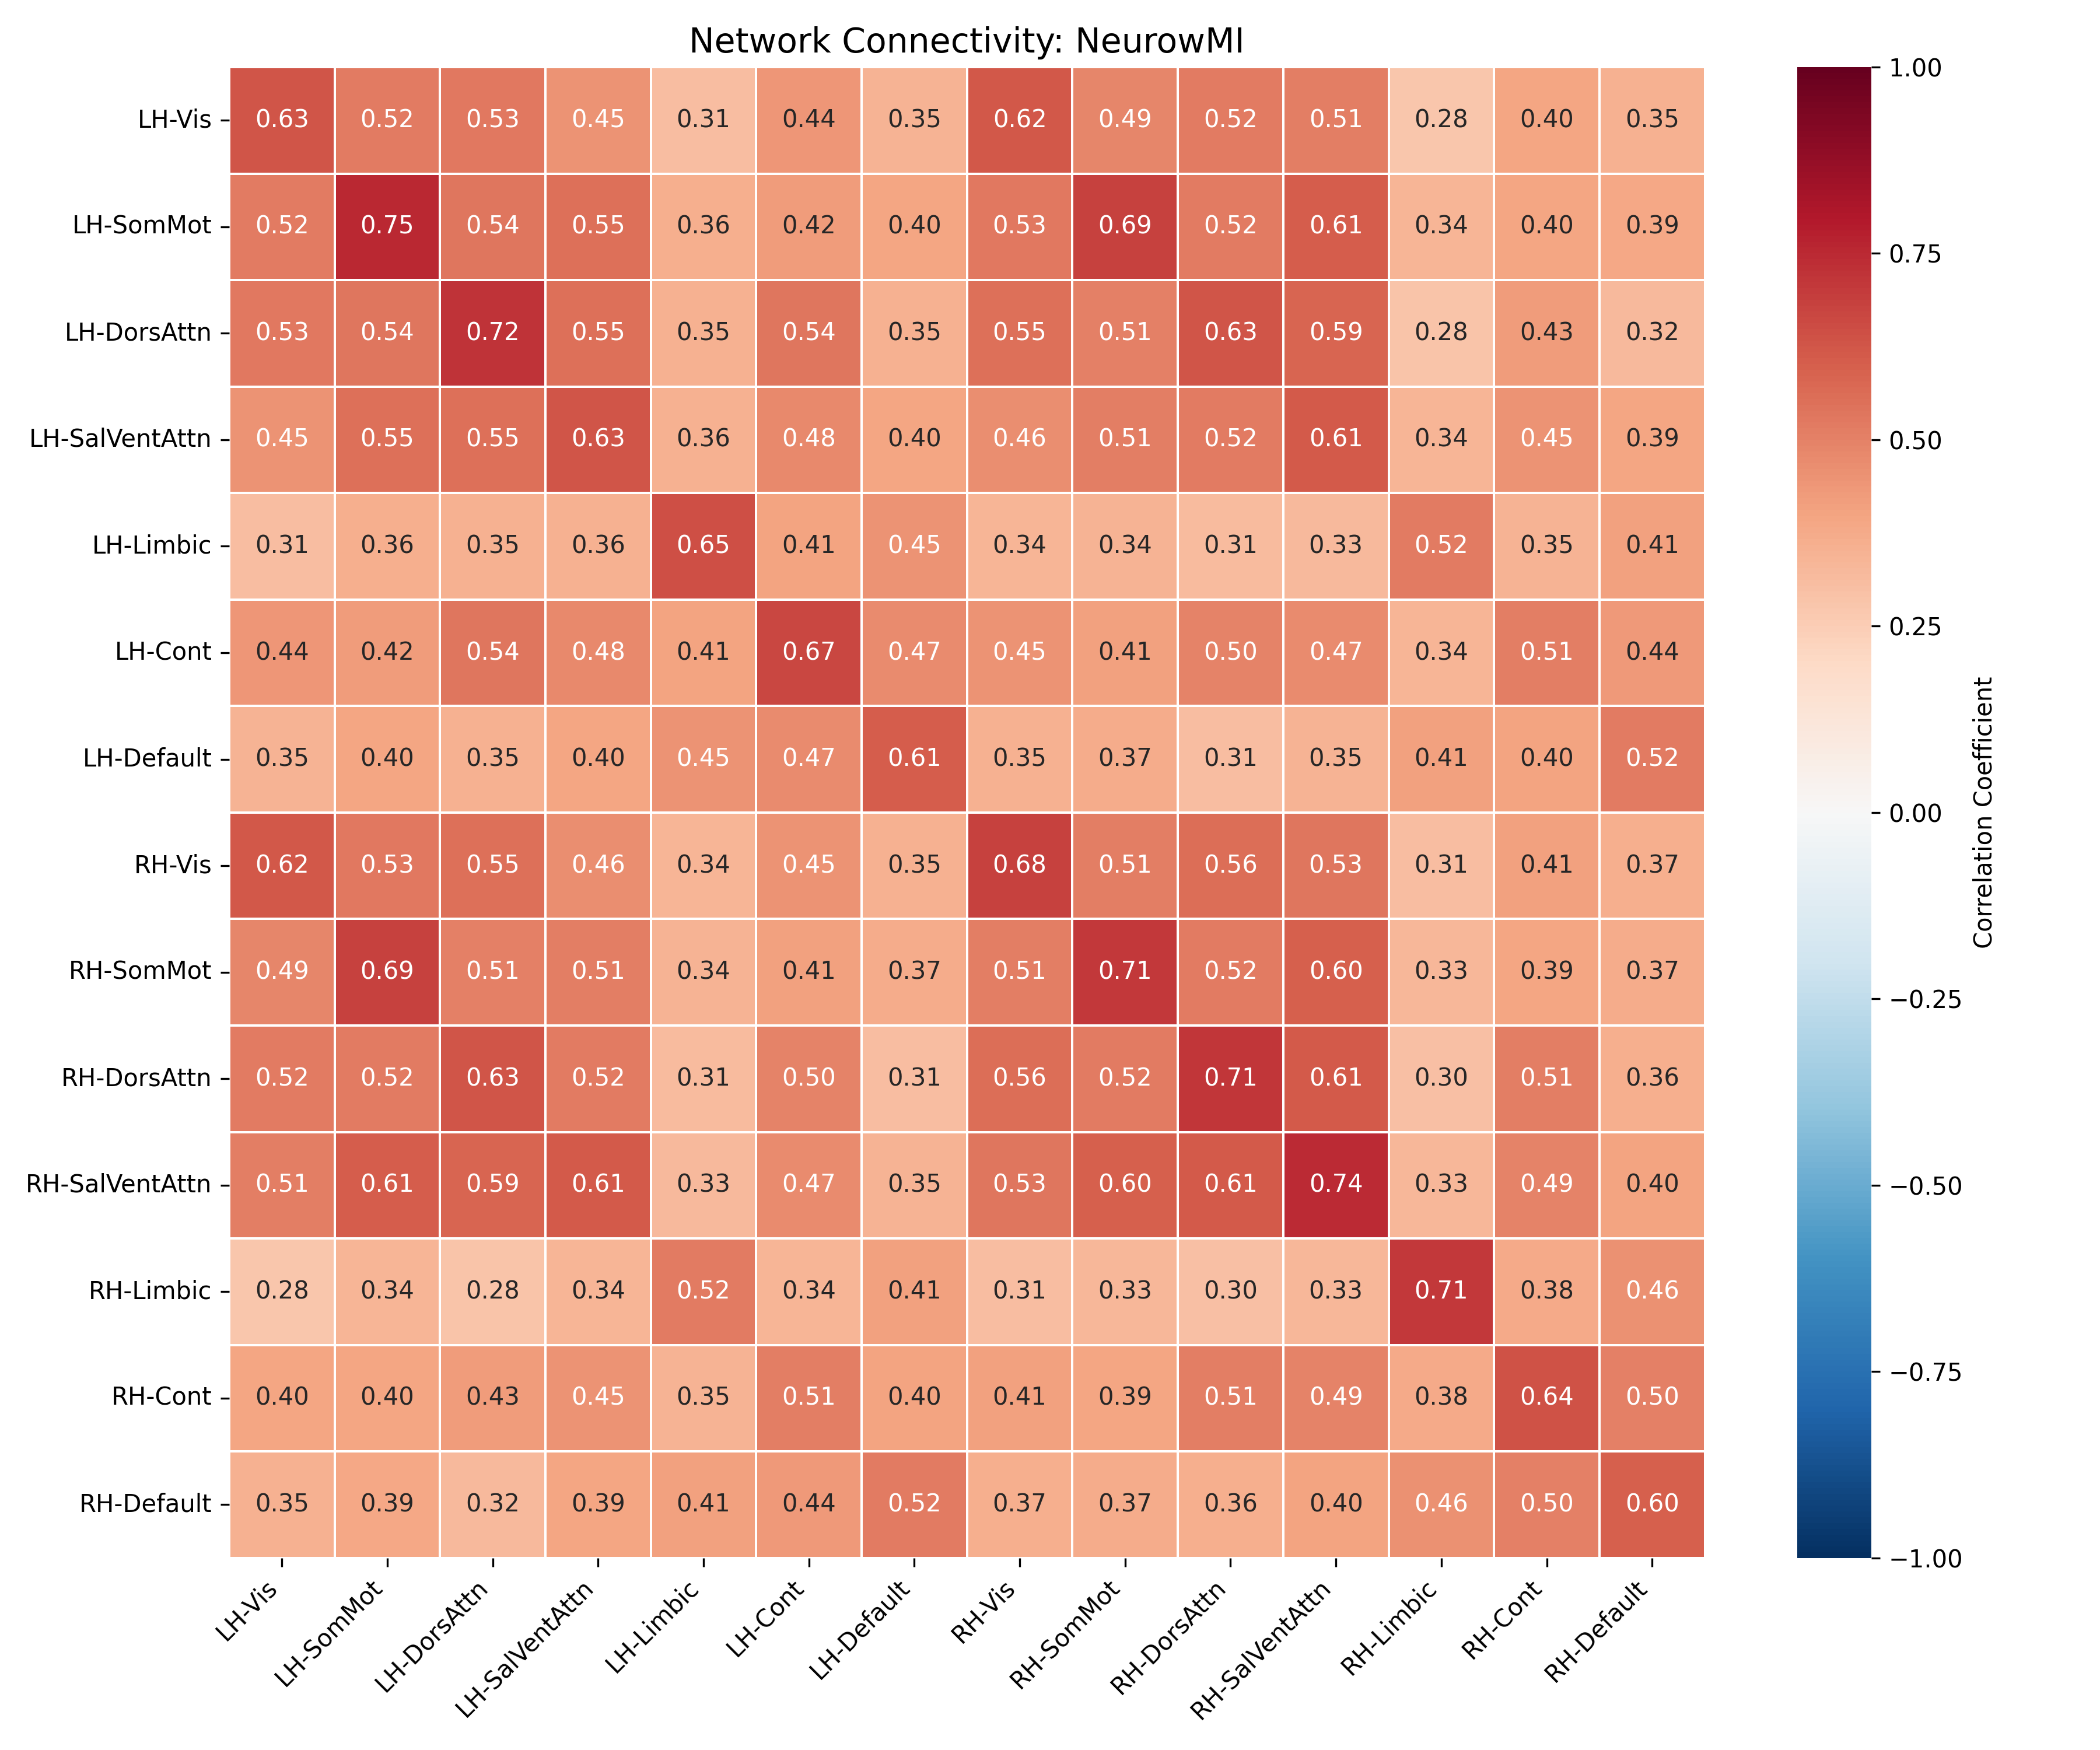 Network Connectivity: NeurowMI
LH-Vis 0.63 0.52 0.53 0.45 0.31 0.44 0.35 0.62 0.49 0.52 0.51 0.28 0.40 0.35
LH-SomMot 0.52 0.75 0.54 0.55 0.36 0.42 0.40 0.53 0.69 0.52 0.61 0.34 0.40 0.39
LH-DorsAttn 0.53 0.54 0.72 0.55 0.35 0.54 0.35 0.55 0.51 0.63 0.59 0.28 0.43 0.32
LH-SalVentAttn 0.45 0.55 0.55 0.63 0.36 0.48 0.40 0.46 0.51 0.52 0.61 0.34 0.45 0.39
LH-Limbic 0.31 0.36 0.35 0.36 0.65 0.41 0.45 0.34 0.34 0.31 0.33 0.52 0.35 0.41
LH-Cont 0.44 0.42 0.54 0.48 0.41 0.67 0.47 0.45 0.41 0.50 0.47 0.34 0.51 0.44
LH-Default 0.35 0.40 0.35 0.40 0.45 0.47 0.61 0.35 0.37 0.31 0.35 0.41 0.40 0.52
RH-Vis 0.62 0.53 0.55 0.46 0.34 0.45 0.35 0.68 0.51 0.56 0.53 0.31 0.41 0.37
RH-SomMot 0.49 0.69 0.51 0.51 0.34 0.41 0.37 0.51 0.71 0.52 0.60 0.33 0.39 0.37
RH-DorsAttn 0.52 0.52 0.63 0.52 0.31 0.50 0.31 0.56 0.52 0.71 0.61 0.30 0.51 0.36
RH-SalVentAttn 0.51 0.61 0.59 0.61 0.33 0.47 0.35 0.53 0.60 0.61 0.74 0.33 0.49 0.40
RH-Limbic 0.28 0.34 0.28 0.34 0.52 0.34 0.41 0.31 0.33 0.30 0.33 0.71 0.38 0.46
RH-Cont 0.40 0.40 0.43 0.45 0.35 0.51 0.40 0.41 0.39 0.51 0.49 0.38 0.64 0.50
RH-Default 0.35 0.39 0.32 0.39 0.41 0.44 0.52 0.37 0.37 0.36 0.40 0.46 0.50 0.60
LH-Vis LH-SomMot LH-DorsAttn LH-SalVentAttn LH-Limbic LH-Cont LH-Default RH-Vis RH-SomMot RH-DorsAttn RH-SalVentAttn RH-Limbic RH-Cont RH-Default
1.00
0.75
0.50
0.25
0.00
−0.25
−0.50
−0.75
−1.00
Correlation Coefficient